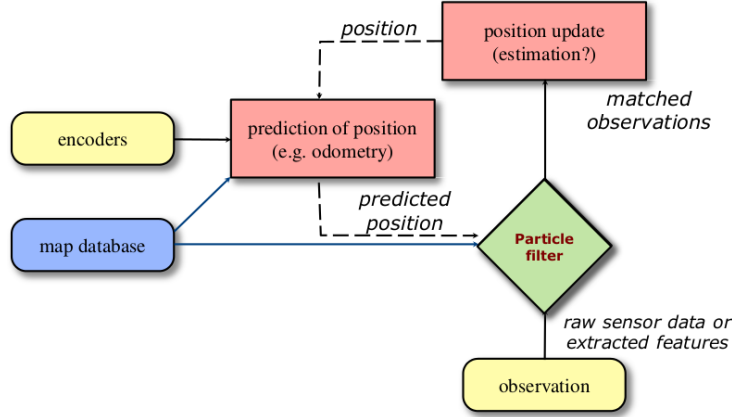 position
position update
(estimation?)
matched
observations
encoders
prediction of position
(e.g. odometry)
predicted
position
map database
Particle
filter
raw sensor data or
extracted features
observation